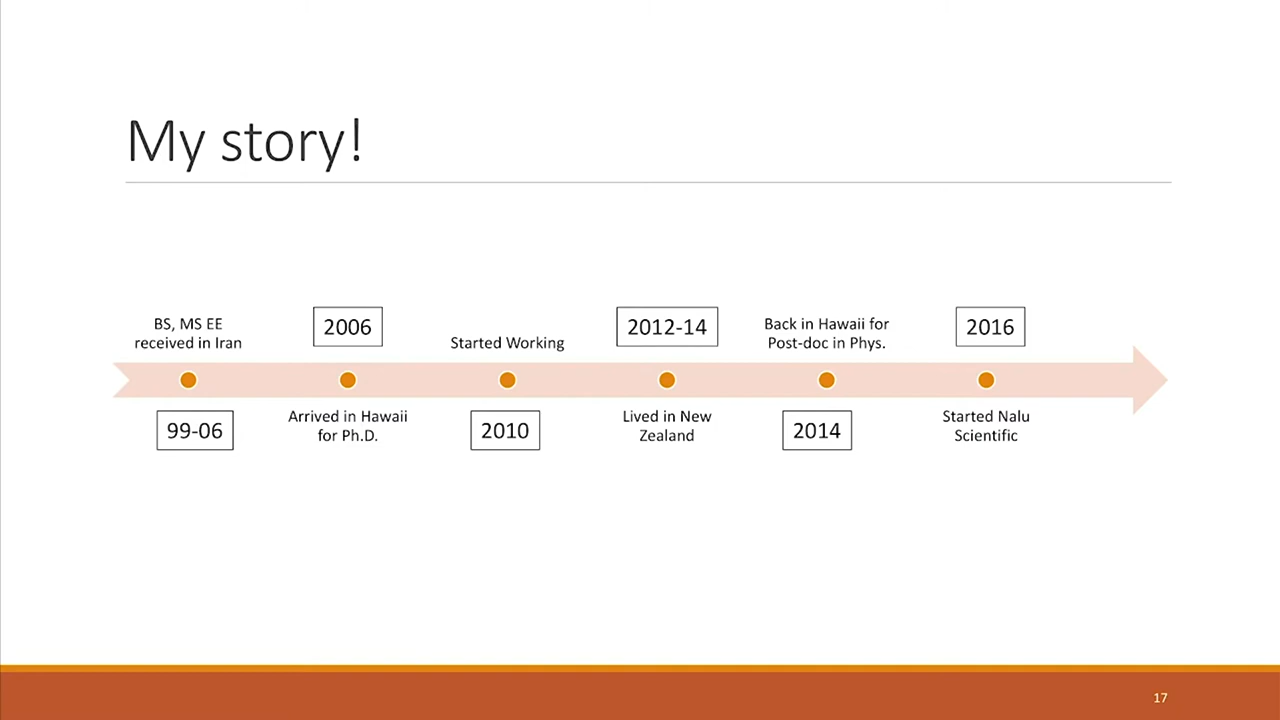 My story!
BS, MS EE
received in Iran
99-06
2006
Arrived in Hawaii
for Ph.D.
Started Working
2010
2012-14
Lived in New
Zealand
Back in Hawaii for
Post-doc in Phys.
2014
2016
Started Nalu
Scientific
17